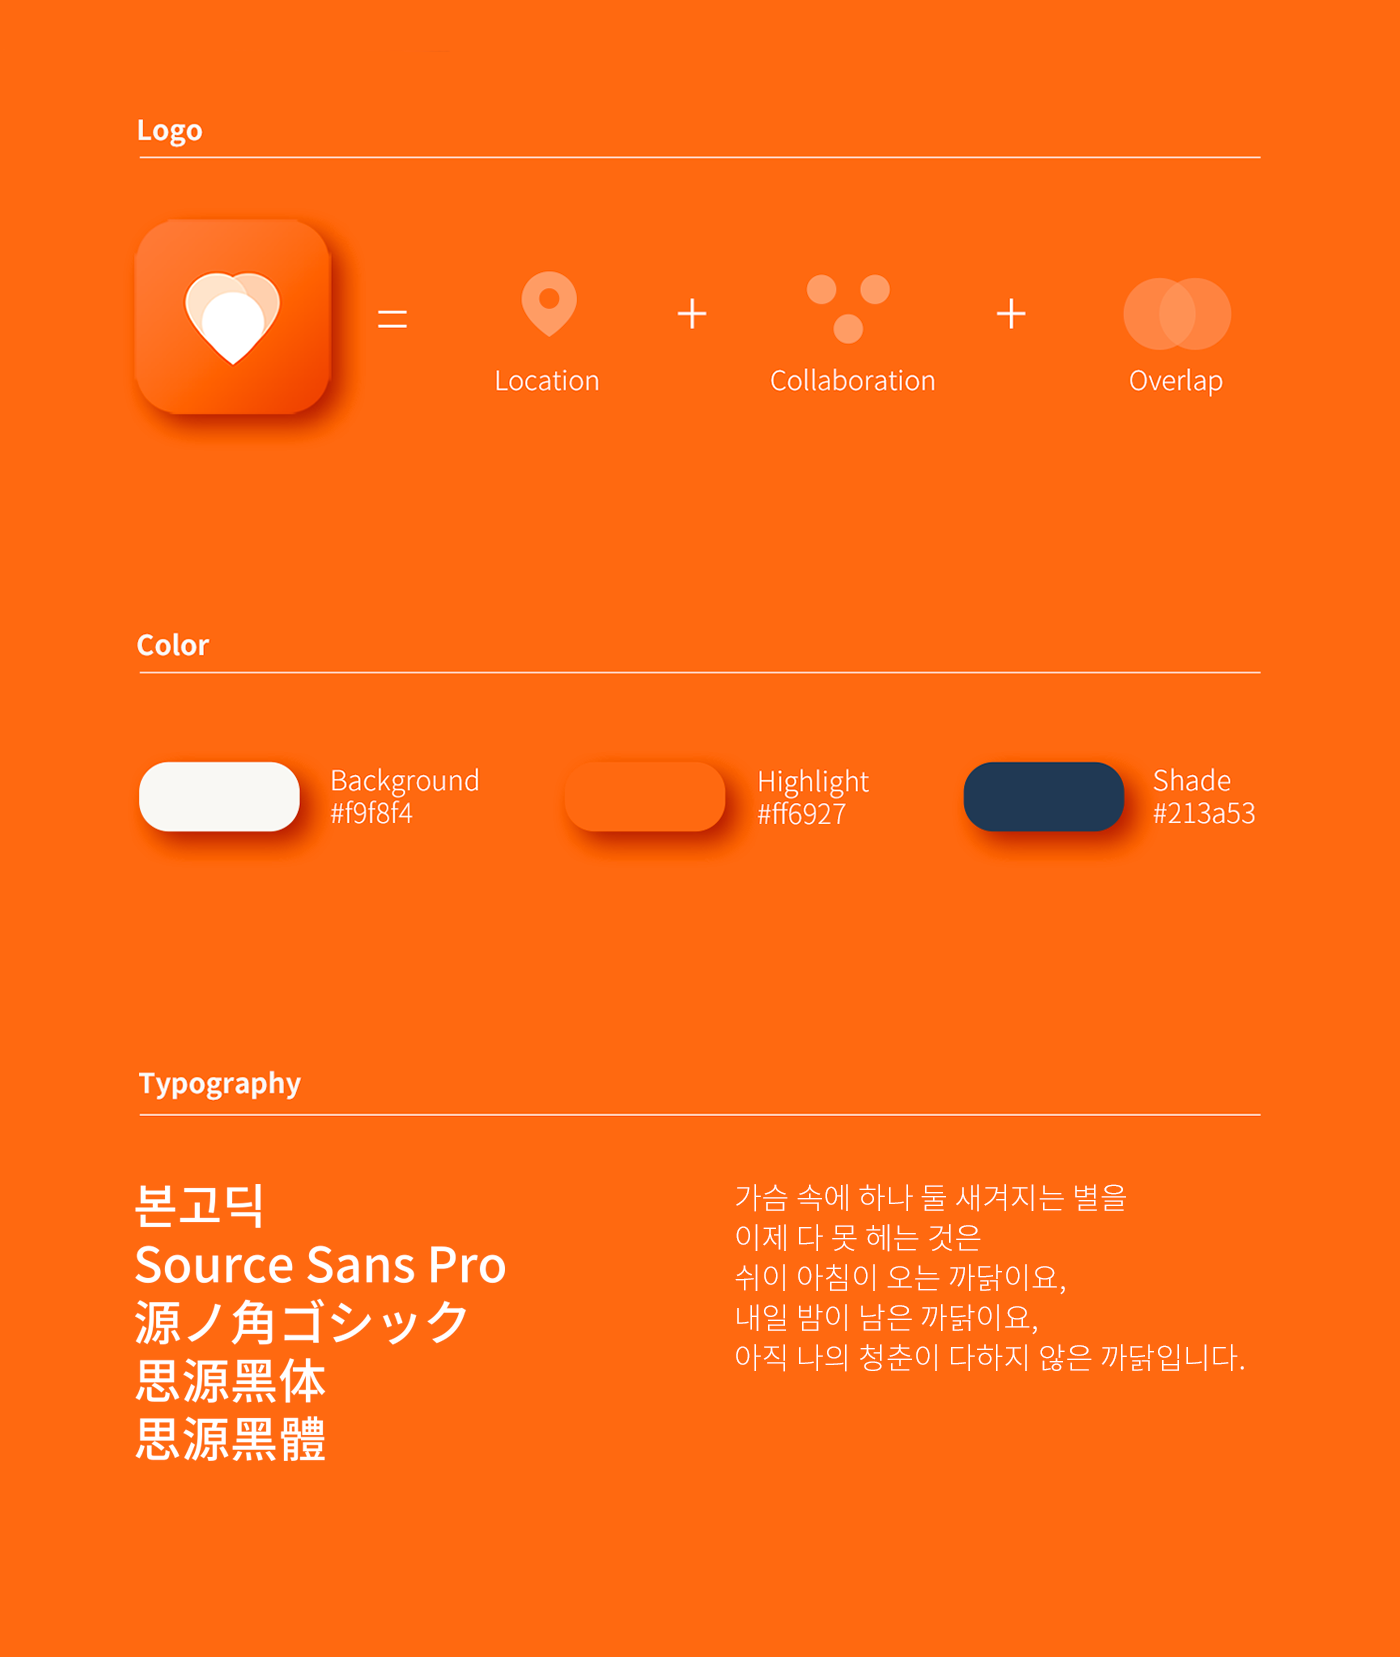 Logo
=
+
+
Location
Collaboration
Overlap
Color
Background
#f9f8f4
Highlight
#ff6927
Shade
#213a53
Typography
본고딕
Source Sans Pro
源ノ角ゴシック
思源黑体
思源黑體
가슴 속에 하나 둘 새겨지는 별을
이제 다 못 헤는 것은
쉬이 아침이 오는 까닭이요,
내일 밤이 남은 까닭이요,
아직 나의 청춘이 다하지 않은 까닭입니다.